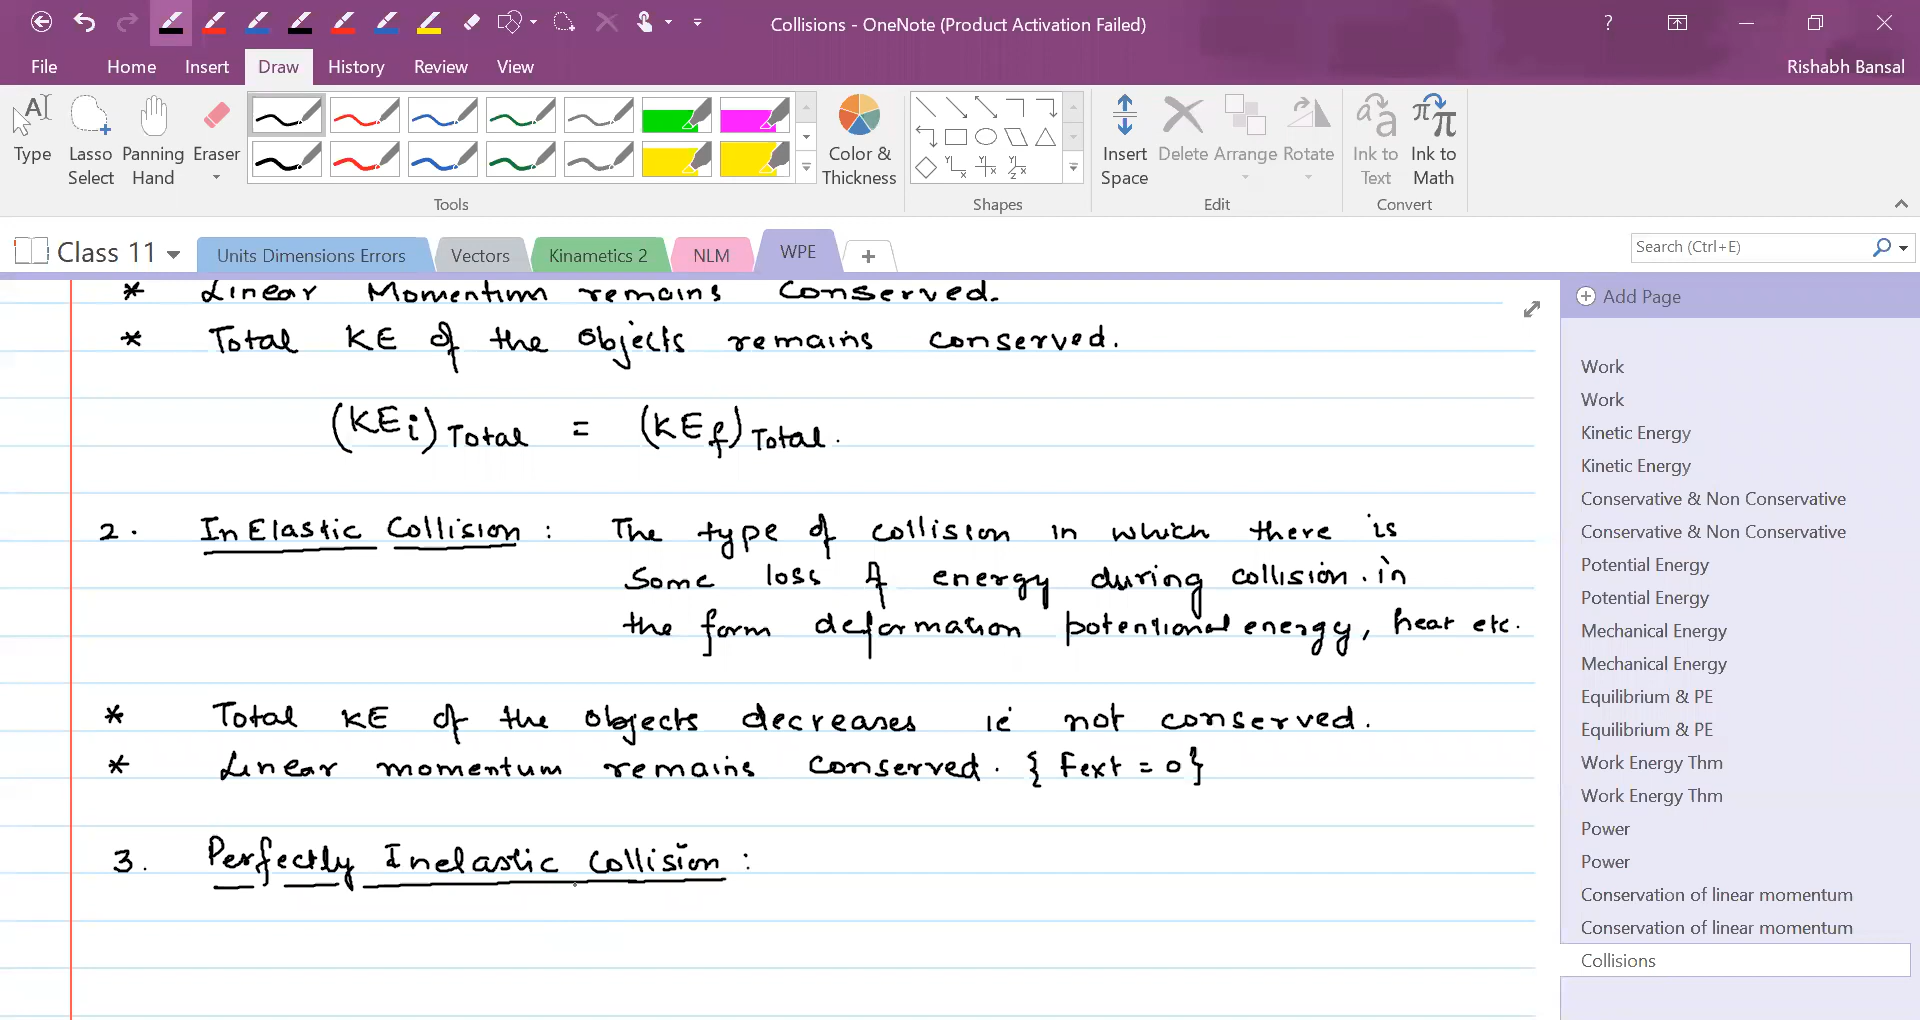 Collisions - OneNote (Product Activation Failed)
?
File Home Insert Draw History Review View
Rishabh Bansal
Type
Lasso Select
Panning Hand
Eraser
Color & Thickness
Insert Space
Delete
Arrange
Rotate
Ink to Text
Ink to Math
Tools
Shapes
Edit
Convert
Class 11
Units Dimensions Errors
Vectors
Kinametics 2
NLM
WPE
+
Search (Ctrl+E)
* Linear Momentum remains Conserved.
* Total KE of the objects remains conserved.
(KEi)Total = (KEf)Total.
2. InElastic Collision : The type of collision in which there is
Some loss of energy during collision. in
the form deformation potentional energy, heat etc.
* Total KE of the objects decreases ie not conserved.
* Linear momentum remains conserved. { Fext = 0}
3. Perfectly Inelastic Collision :
Add Page
Work
Work
Kinetic Energy
Kinetic Energy
Conservative & Non Conservative
Conservative & Non Conservative
Potential Energy
Potential Energy
Mechanical Energy
Mechanical Energy
Equilibrium & PE
Equilibrium & PE
Work Energy Thm
Work Energy Thm
Power
Power
Conservation of linear momentum
Conservation of linear momentum
Collisions